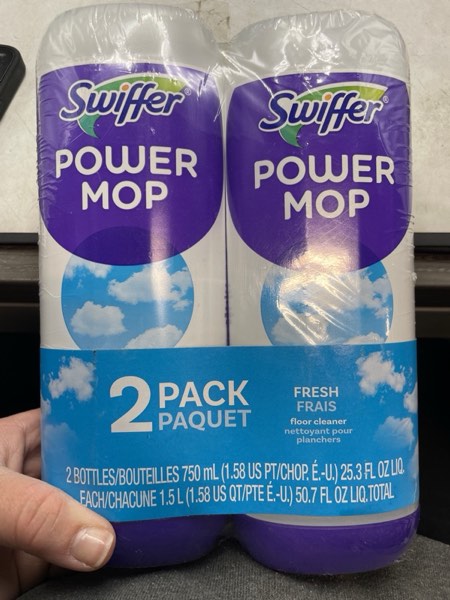 Swiffer
POWER
MOP
Swiffer
POWER
MOP
2 PACK
PAQUET
FRESH
FRAIS
floor cleaner
nettoyant pour
planchers
2 BOTTLES/BOUTEILLES 750 mL (1.58 US PT/CHOP. É.-U.) 25.3 FL OZ LIQ.
EACH/CHACUNE 1.5 L (1.58 US QT/PTE É.-U.) 50.7 FL OZ LIQ. TOTAL